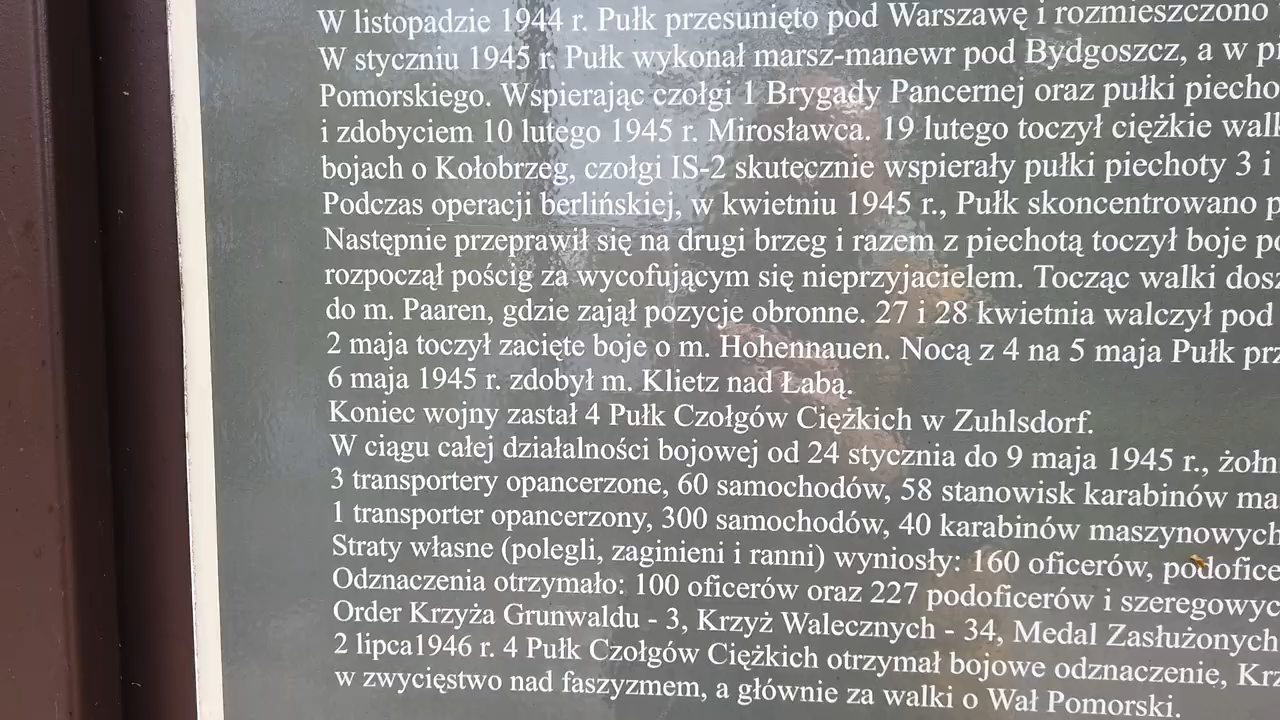 W listopadzie 1944 r. Pułk przesunięto pod Warszawę i rozmieszczono
W styczniu 1945 r. Pułk wykonał marsz-manewr pod Bydgoszcz, a w
Pomorskiego. Wspierając czołgi 1 Brygady Pancernej oraz pułki
i zdobyciem 10 lutego 1945 r. Mirosławca. 19 lutego toczył ciężkie
bojach o Kołobrzeg, czołgi IS-2 skutecznie wspierały pułki piechoty 3 i
Podczas operacji berlińskiej, w kwietniu 1945 r., Pułk skoncentrowano
Następnie przeprawił się na drugi brzeg i razem z piechotą toczył boje
rozpoczął pościg za wycofującym się nieprzyjacielem. Tocząc walki
do m. Paaren, gdzie zajął pozycje obronne. 27 i 28 kwietnia walczył pod
2 maja toczył zacięte boje o m. Hohennauen. Nocą z 4 na 5 maja Pułk
6 maja 1945 r. zdobył m. Klietz nad Łabą.
Koniec wojny zastał 4 Pułk Czołgów Ciężkich w Zuhlsdorf.
W ciągu całej działalności bojowej od 24 stycznia do 9 maja 1945 r.,
3 transportery opancerzone, 60 samochodów, 58 stanowisk karabinów
1 transporter opancerzony, 300 samochodów, 40 karabinów maszynowych
Straty własne (polegli, zaginieni i ranni) wyniosły: 160 oficerów,
Odznaczenia otrzymało: 100 oficerów oraz 227 podoficerów i
Order Krzyża Grunwaldu - 3, Krzyż Walecznych - 34, Medal Zasłużonych
2 lipca1946 r. 4 Pułk Czołgów Ciężkich otrzymał bojowe odznaczenie,
w zwycięstwo nad faszyzmem, a głównie za walki o Wał Pomorski.